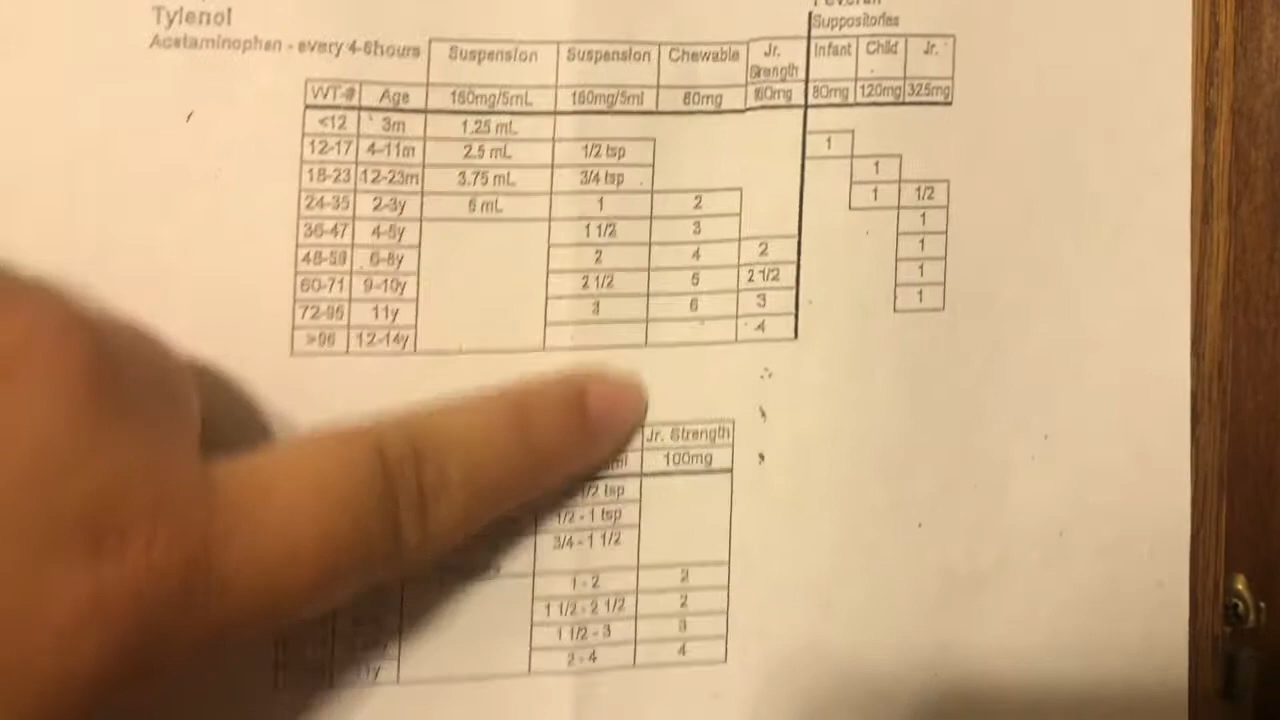 Tylenol
Suppositories
Acetaminophen - every 4-6hours
Suspension Suspension Chewable Jr. Strength Infant Child Jr.
WT-# Age 160mg/5mL 160mg/5ml 80mg 160mg 80mg 120mg 325mg
<12 3m 1.25 mL
12-17 4-11m 2.5 mL 1/2 tsp 1
18-23 12-23m 3.75 mL 3/4 tsp 1
24-35 2-3y 5 mL 1 2 1 1/2
36-47 4-5y 1 1/2 3 1
48-59 6-8y 2 4 2 1
60-71 9-10y 2 1/2 5 2 1/2 1
72-95 11y 3 6 3 1
>96 12-14y 4
Jr. Strength
100mg
1/2 tsp
1/2 - 1 tsp
3/4 - 1 1/2
1 - 2 2
1 1/2 - 2 1/2 2
1 1/2 - 3 3
2 - 4 4